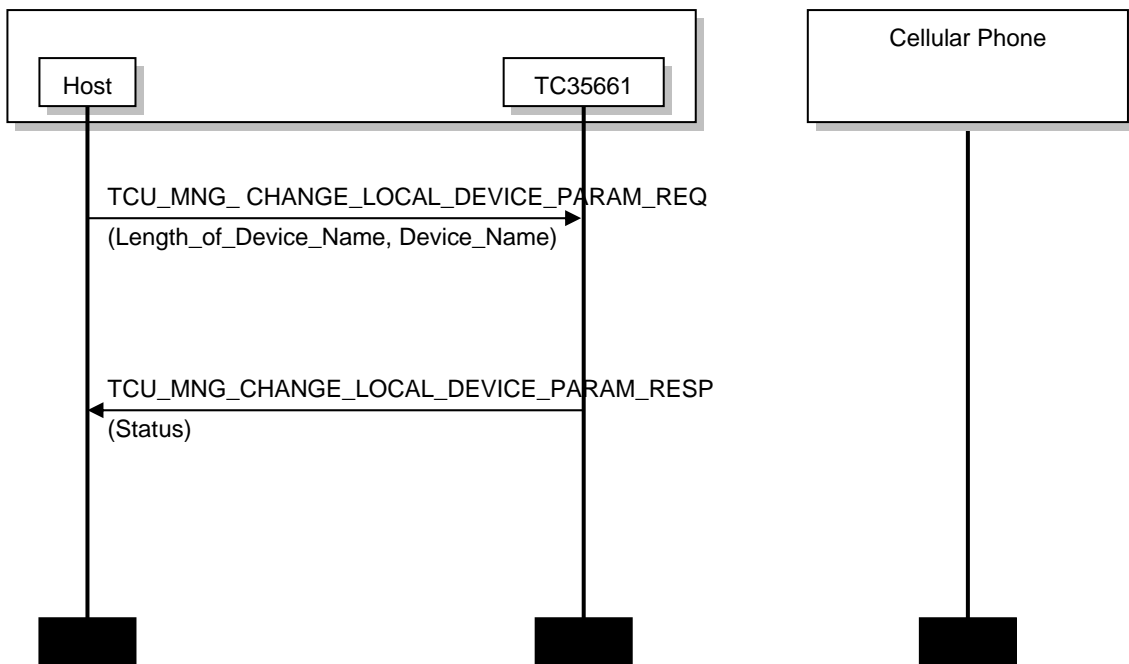 Cellular Phone
Host
TC35661
TCU_MNG_ CHANGE_LOCAL_DEVICE_PARAM_REQ
(Length_of_Device_Name, Device_Name)
TCU_MNG_CHANGE_LOCAL_DEVICE_PARAM_RESP
(Status)